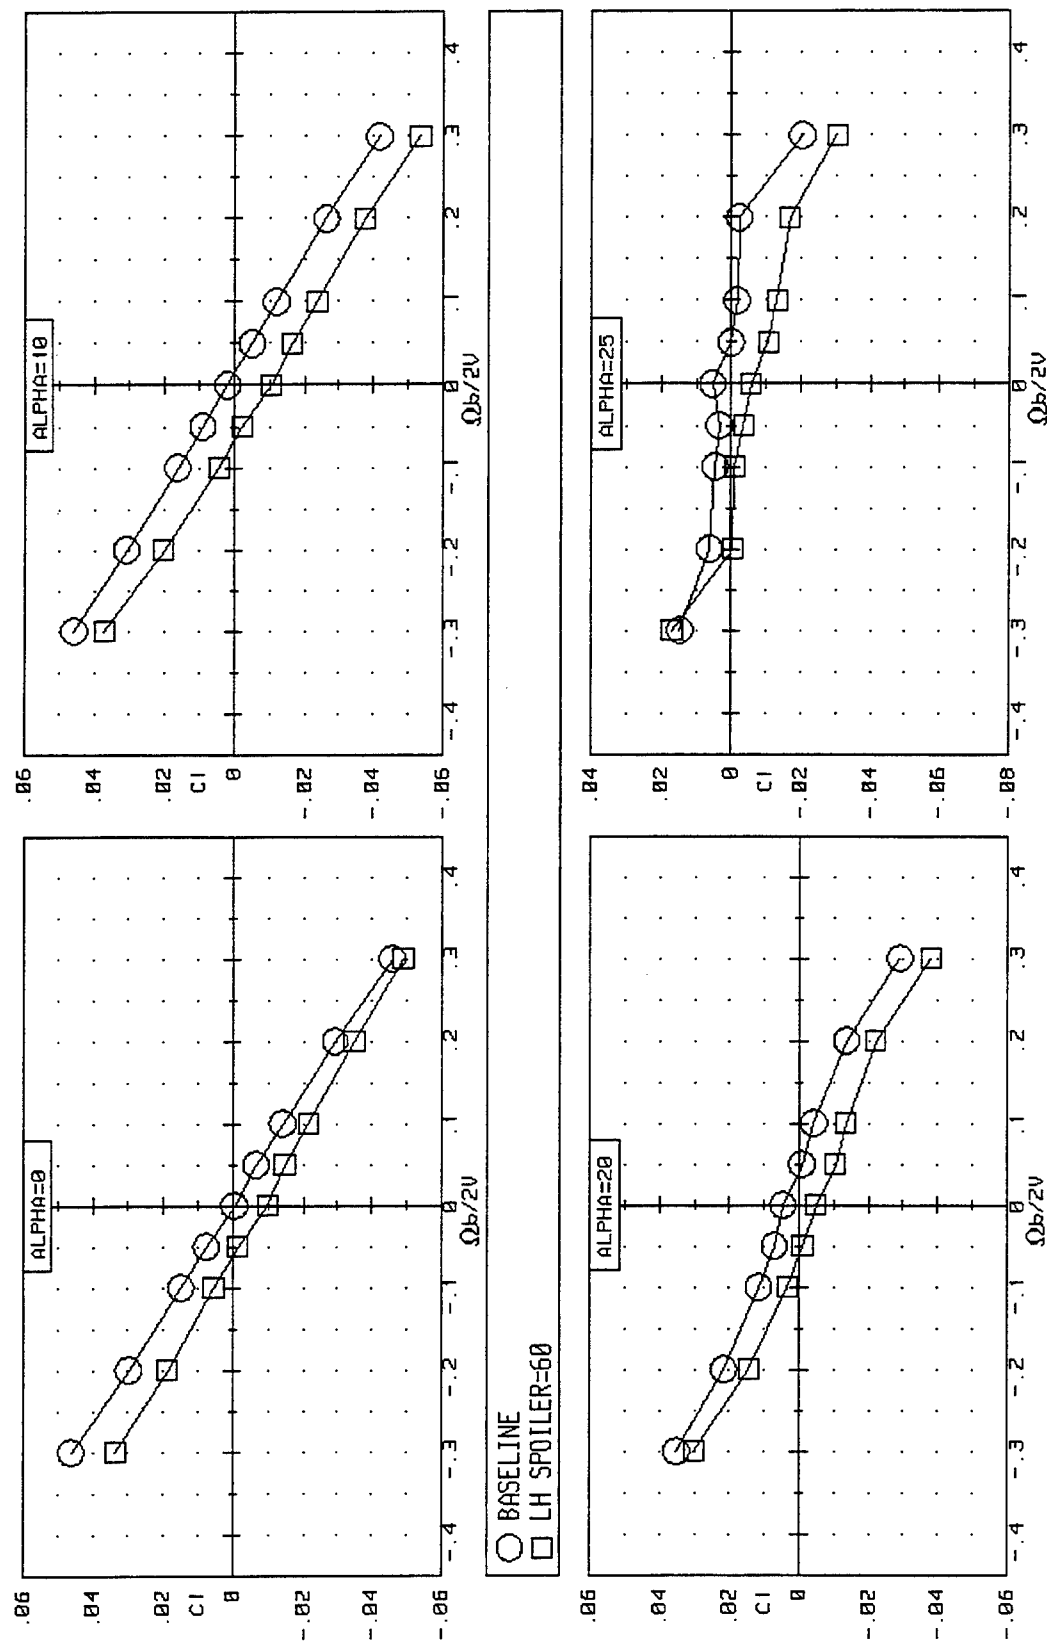 ALPHA=0
.06
.04
.02
Cl
0
-.02
-.04
-.06
-.4 -.3 -.2 -.1 0 .1 .2 .3 .4
Ωb/2V
ALPHA=10
.06
.04
.02
Cl
0
-.02
-.04
-.06
-.4 -.3 -.2 -.1 0 .1 .2 .3 .4
Ωb/2V
BASELINE
LH SPOILER=60
ALPHA=20
.06
.04
.02
Cl
0
-.02
-.04
-.06
-.4 -.3 -.2 -.1 0 .1 .2 .3 .4
Ωb/2V
ALPHA=25
.04
.02
0
Cl
-.02
-.04
-.06
-.08
-.4 -.3 -.2 -.1 0 .1 .2 .3 .4
Ωb/2V